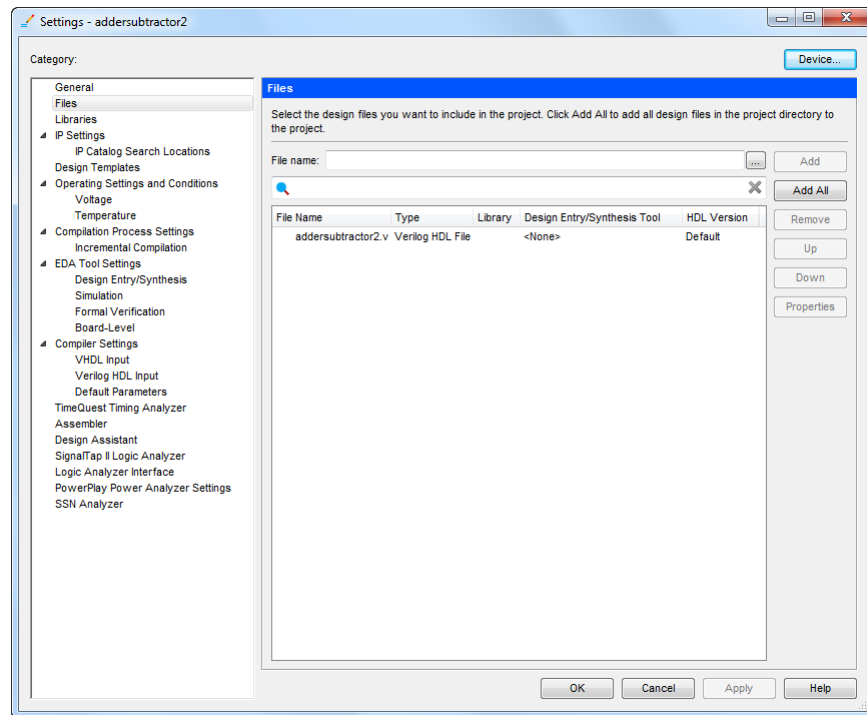 Settings - addersubtractor2
Category:
Device...
General
Files
Libraries
IP Settings
IP Catalog Search Locations
Design Templates
Operating Settings and Conditions
Voltage
Temperature
Compilation Process Settings
Incremental Compilation
EDA Tool Settings
Design Entry/Synthesis
Simulation
Formal Verification
Board-Level
Compiler Settings
VHDL Input
Verilog HDL Input
Default Parameters
TimeQuest Timing Analyzer
Assembler
Design Assistant
SignalTap II Logic Analyzer
Logic Analyzer Interface
PowerPlay Power Analyzer Settings
SSN Analyzer
Files
Select the design files you want to include in the project. Click Add All to add all design files in the project directory to
the project.
File name:
...
Add
Add All
File Name Type Library Design Entry/Synthesis Tool HDL Version
addersubtractor2.v Verilog HDL File <None> Default
Remove
Up
Down
Properties
OK Cancel Apply Help